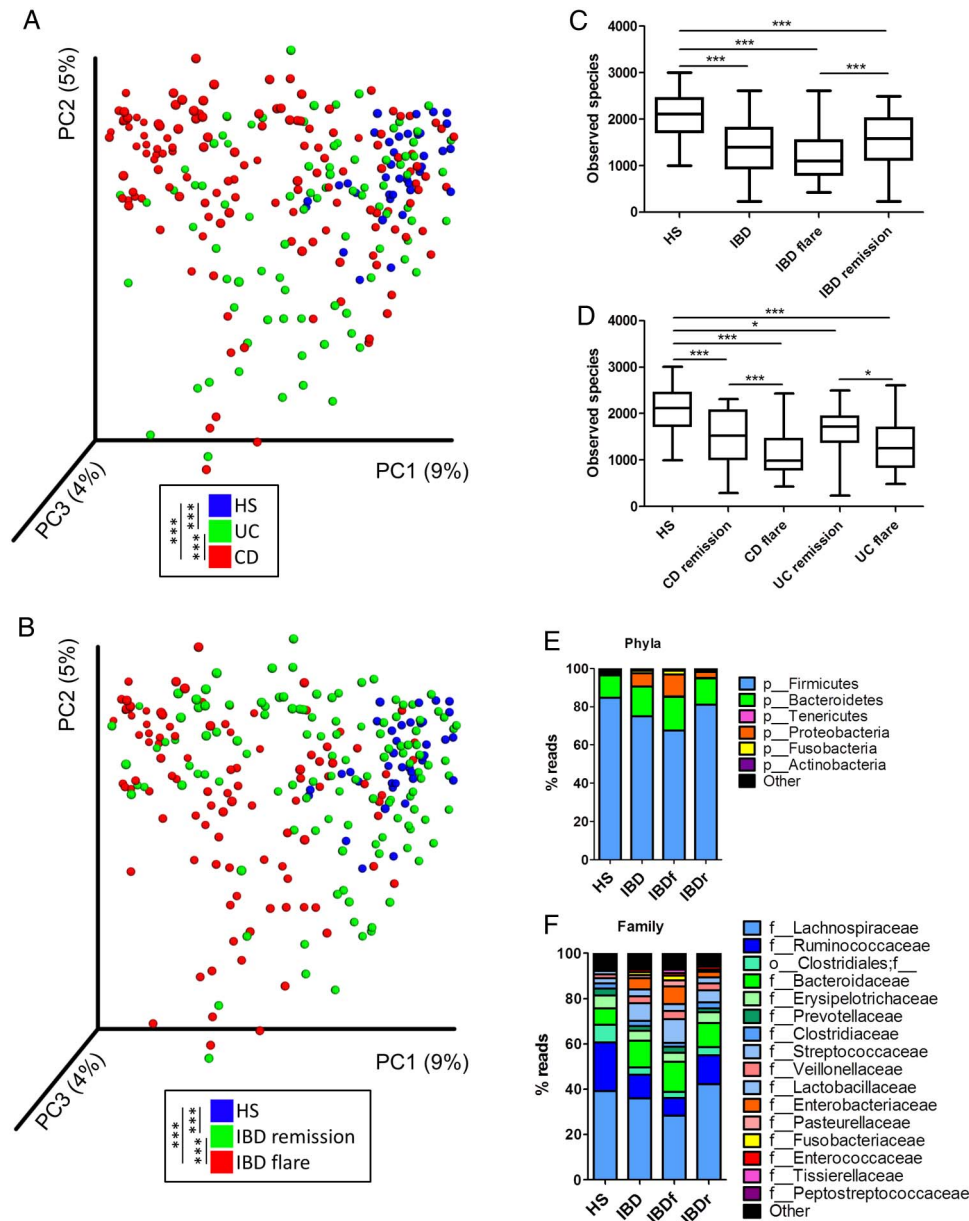 A
PC2 (5%)
PC1 (9%)
PC3 (4%)
*** *** ***
HS
UC
CD
B
PC2 (5%)
PC1 (9%)
PC3 (4%)
*** *** ***
HS
IBD remission
IBD flare
C
***
***
*** ***
Observed species
4000
3000
2000
1000
0
HS
IBD
IBD flare
IBD remission
D
***
*
***
*** *** *
Observed species
4000
3000
2000
1000
0
HS
CD remission
CD flare
UC remission
UC flare
E
Phyla
% reads
100
80
60
40
20
0
HS
IBD
IBDf
IBDr
p__Firmicutes
p__Bacteroidetes
p__Tenericutes
p__Proteobacteria
p__Fusobacteria
p__Actinobacteria
Other
F
Family
% reads
100
80
60
40
20
0
HS
IBD
IBDf
IBDr
f__Lachnospiraceae
f__Ruminococcaceae
o__Clostridiales;f__
f__Bacteroidaceae
f__Erysipelotrichaceae
f__Prevotellaceae
f__Clostridiaceae
f__Streptococcaceae
f__Veillonellaceae
f__Lactobacillaceae
f__Enterobacteriaceae
f__Pasteurellaceae
f__Fusobacteriaceae
f__Enterococcaceae
f__Tissierellaceae
f__Peptostreptococcaceae
Other